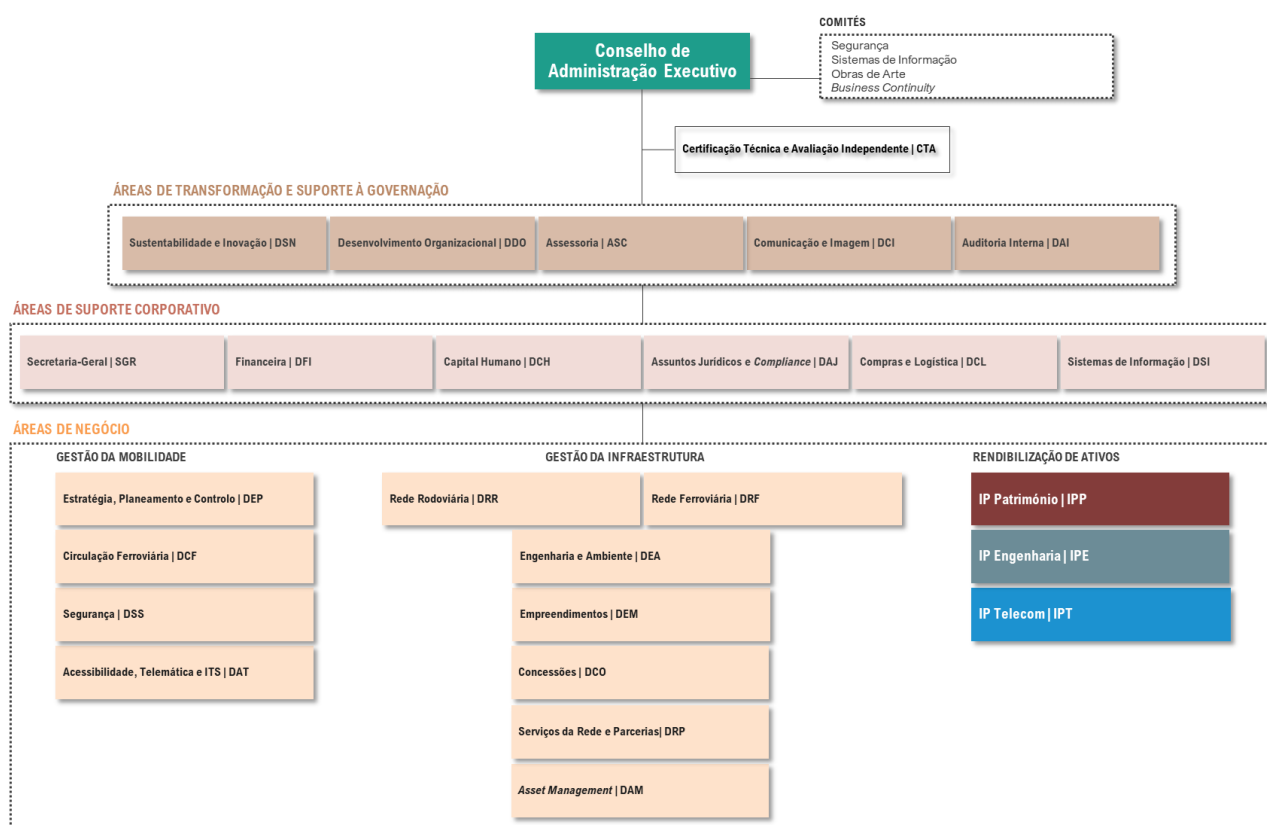 COMITÉS
Segurança
Sistemas de Informação
Obras de Arte
Business Continuity
Conselho de
Administração Executivo
Certificação Técnica e Avaliação Independente | CTA
ÁREAS DE TRANSFORMAÇÃO E SUPORTE À GOVERNAÇÃO
Sustentabilidade e Inovação | DSN
Desenvolvimento Organizacional | DDO
Assessoria | ASC
Comunicação e Imagem | DCI
Auditoria Interna | DAI
ÁREAS DE SUPORTE CORPORATIVO
Secretaria-Geral | SGR
Financeira | DFI
Capital Humano | DCH
Assuntos Jurídicos e Compliance | DAJ
Compras e Logística | DCL
Sistemas de Informação | DSI
ÁREAS DE NEGÓCIO
GESTÃO DA MOBILIDADE
Estratégia, Planeamento e Controlo | DEP
Circulação Ferroviária | DCF
Segurança | DSS
Acessibilidade, Telemática e ITS | DAT
GESTÃO DA INFRAESTRUTURA
Rede Rodoviária | DRR
Rede Ferroviária | DRF
Engenharia e Ambiente | DEA
Empreendimentos | DEM
Concessões | DCO
Serviços da Rede e Parcerias| DRP
Asset Management | DAM
RENDIBILIZAÇÃO DE ATIVOS
IP Património | IPP
IP Engenharia | IPE
IP Telecom | IPT